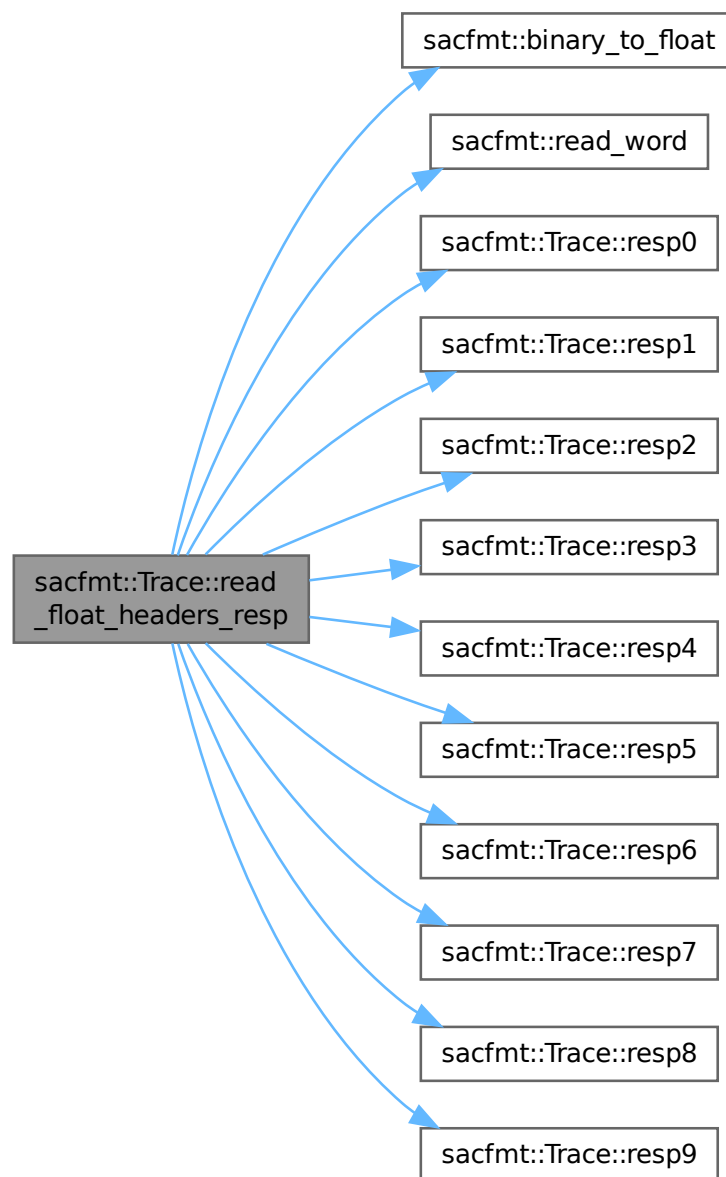 sacfmt::binary_to_float
sacfmt::read_word
sacfmt::Trace::resp0
sacfmt::Trace::resp1
sacfmt::Trace::resp2
sacfmt::Trace::read
_float_headers_resp
sacfmt::Trace::resp3
sacfmt::Trace::resp4
sacfmt::Trace::resp5
sacfmt::Trace::resp6
sacfmt::Trace::resp7
sacfmt::Trace::resp8
sacfmt::Trace::resp9